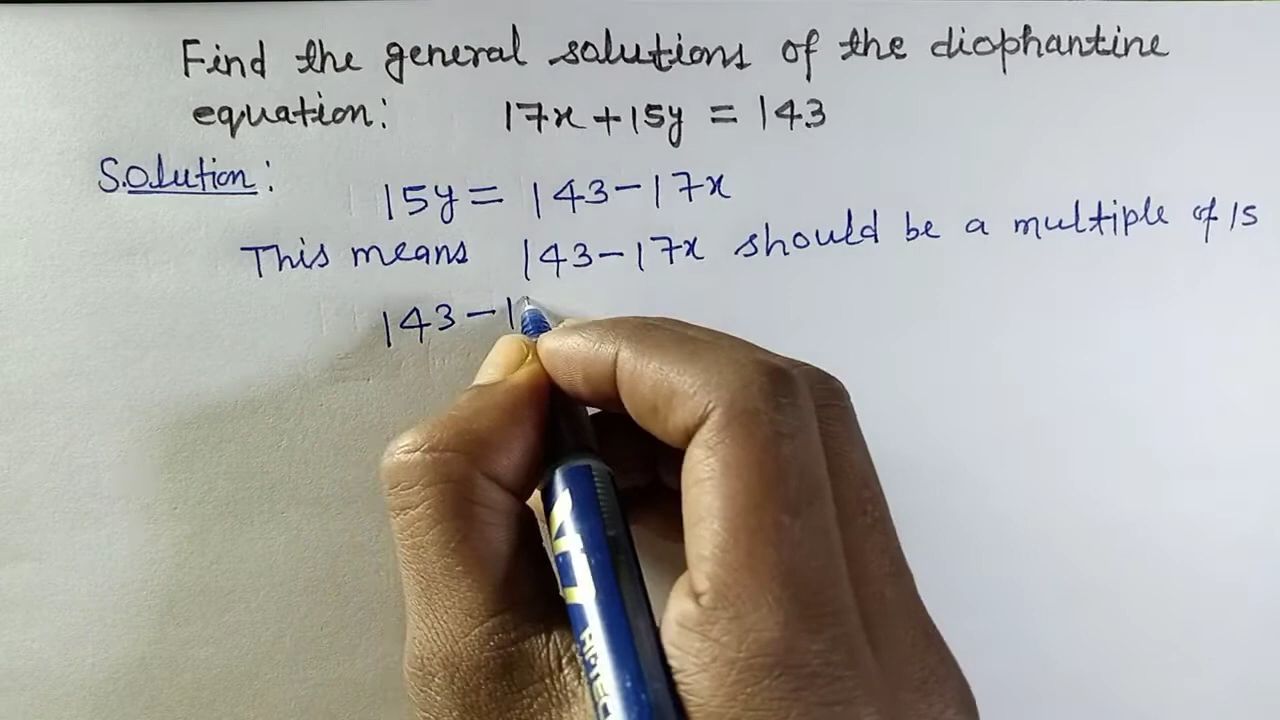 Find the general solutions of the diophantine
equation: 17x + 15y = 143
Solution: 15y = 143 - 17x
This means 143 - 17x should be a multiple of 15
143 - 1